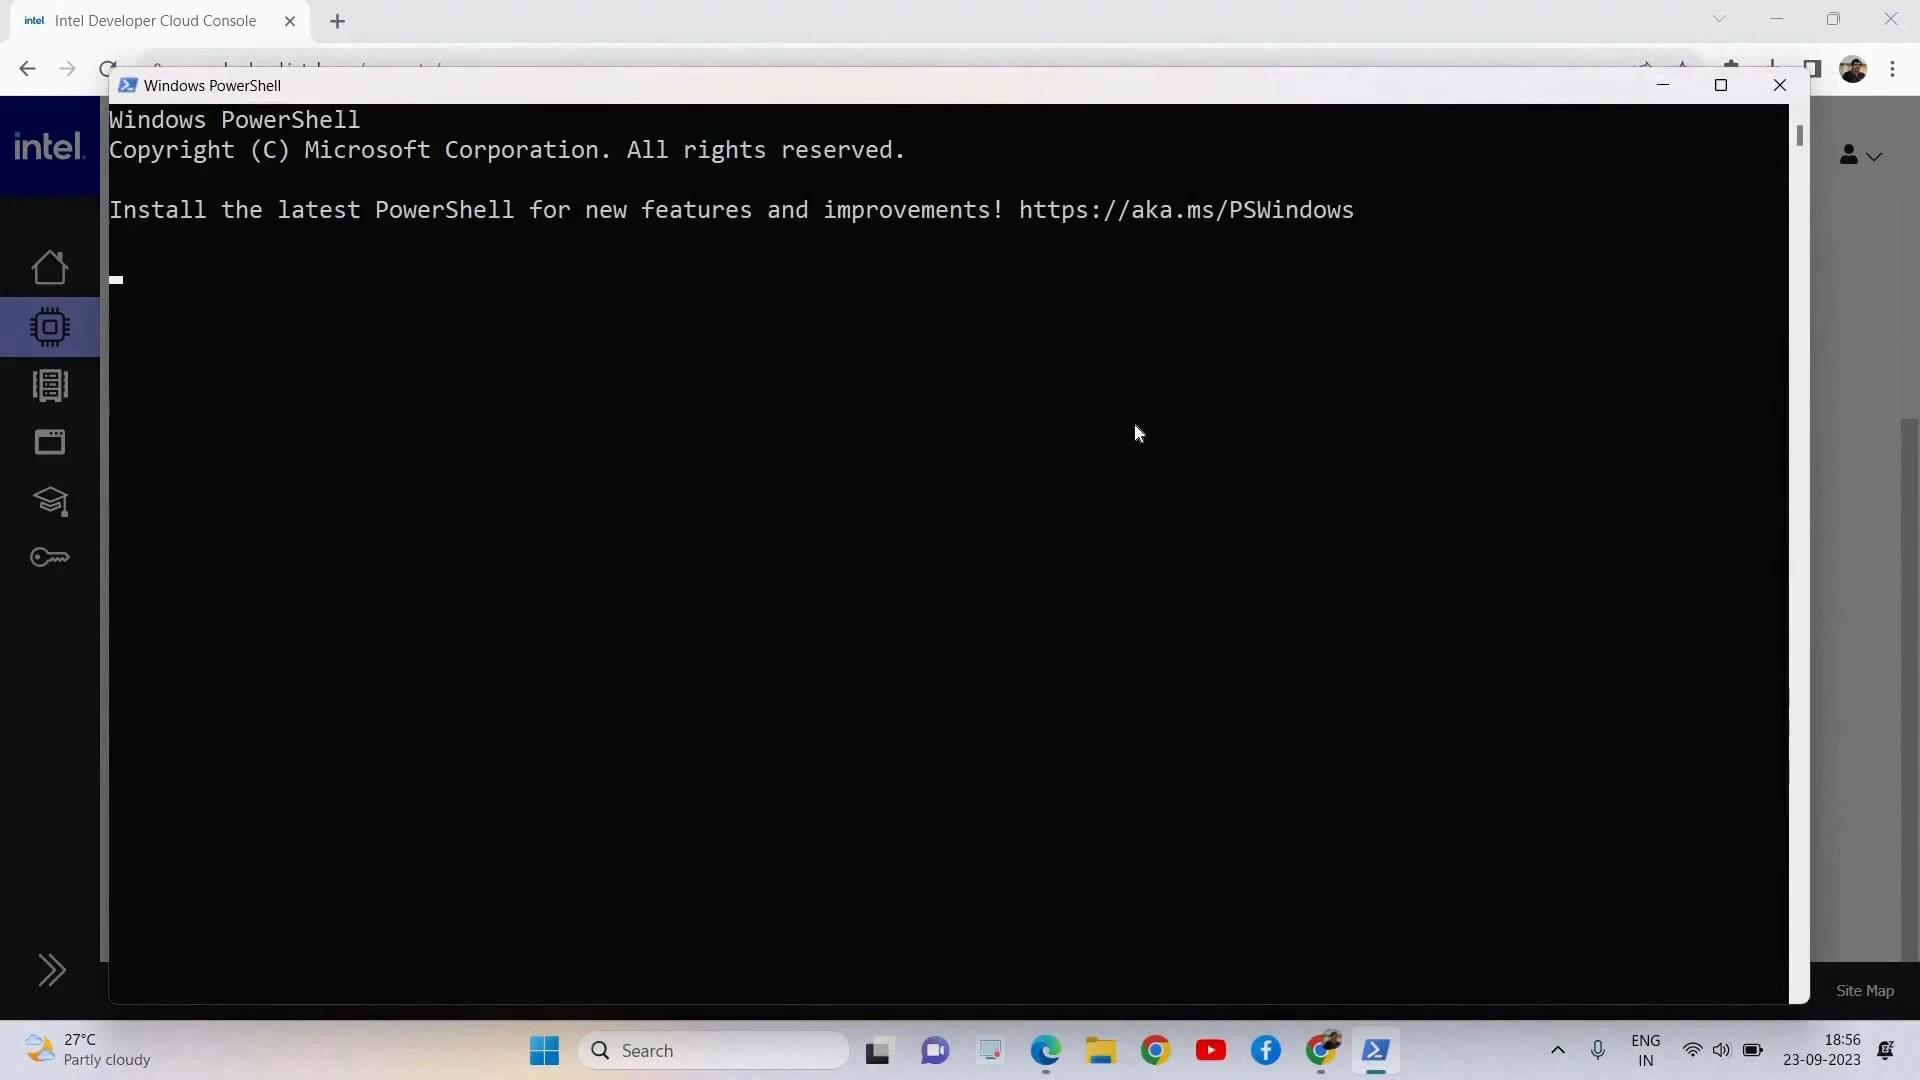 intel Intel Developer Cloud Console
Windows PowerShell
intel.
Windows PowerShell
Copyright (C) Microsoft Corporation. All rights reserved.
Install the latest PowerShell for new features and improvements! https://aka.ms/PSWindows
Site Map
27°C
Partly cloudy
Search
ENG
IN
18:56
23-09-2023